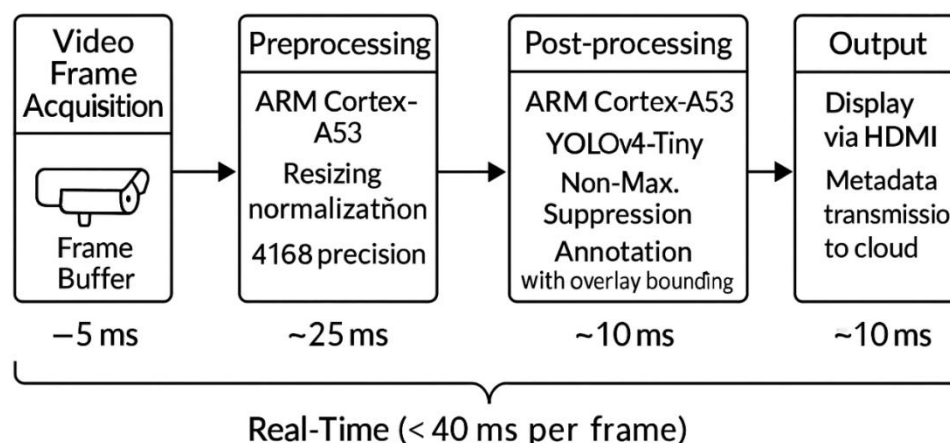 Video
Frame
Acquisition
Frame
Buffer
–5 ms
Preprocessing
ARM Cortex-
A53
Resizing
normalizatn̆on
4168 precision
~25 ms
Post-processing
ARM Cortex-A53
YOLOv4-Tiny
Non-Max.
Suppression
Annotation
with overlay bounding
~10 ms
Output
Display
via HDMI
Metadata
transmissio
to cloud
~10 ms
Real-Time (< 40 ms per frame)